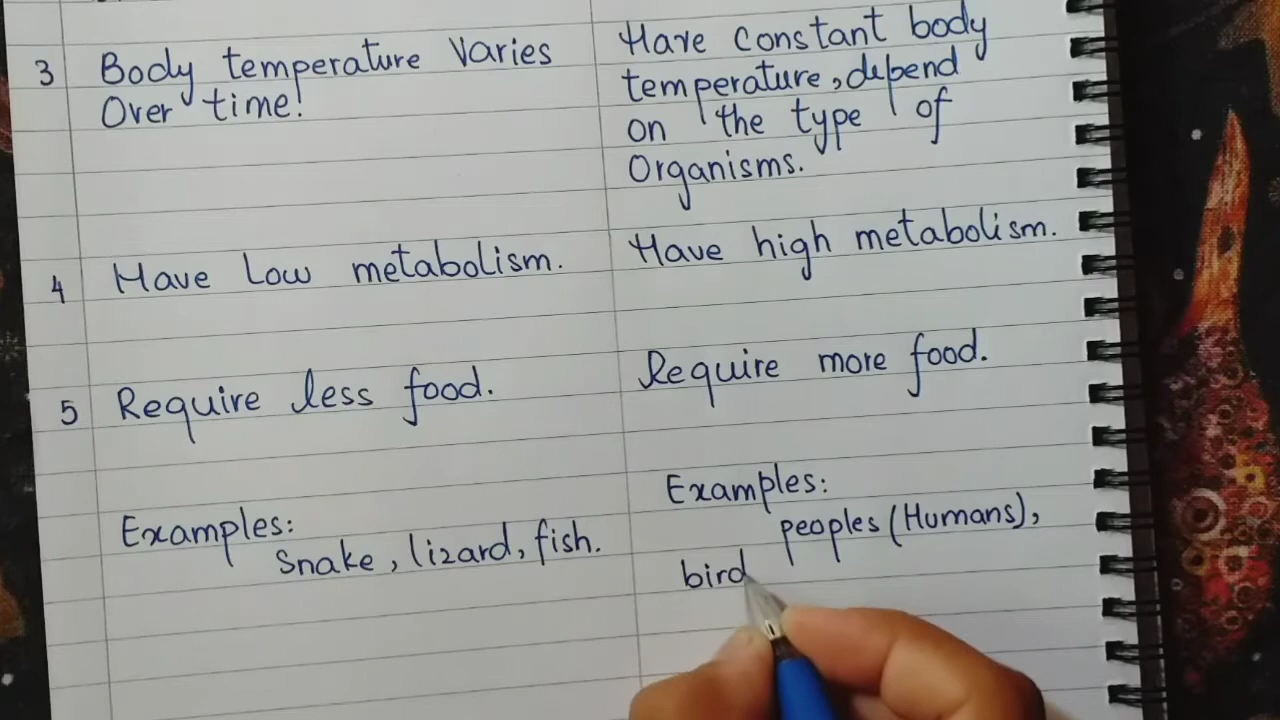 3
Body temperature varies
Over time!
Have constant body
temperature, depend
on the type of
Organisms.
4
Have Low metabolism.
Have high metabolism.
5
Require less food.
Require more food.
Examples:
Snake, lizard, fish.
Examples:
peoples (Humans),
bird